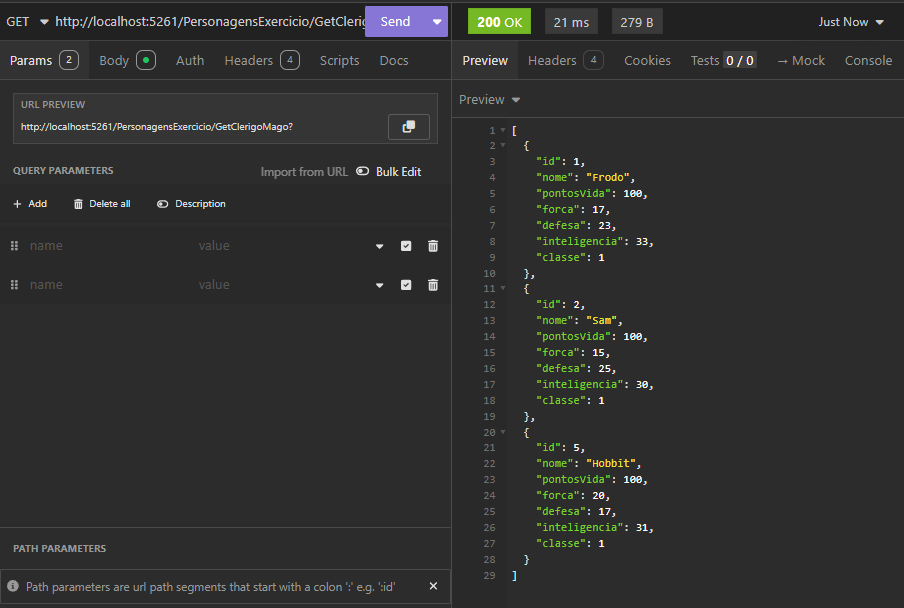 GET http://localhost:5261/PersonagensExercicio/GetCleri Send
Params 2 Body Auth Headers 4 Scripts Docs
URL PREVIEW
http://localhost:5261/PersonagensExercicio/GetClerigoMago?
QUERY PARAMETERS Import from URL Bulk Edit
+ Add Delete all Description
name value
name value
PATH PARAMETERS
Path parameters are url path segments that start with a colon ':' e.g. ':id'
200 OK 21 ms 279 B Just Now
Preview Headers 4 Cookies Tests 0 / 0 → Mock Console
Preview
1 [
2 {
3 "id": 1,
4 "nome": "Frodo",
5 "pontosVida": 100,
6 "forca": 17,
7 "defesa": 23,
8 "inteligencia": 33,
9 "classe": 1
10 },
11 {
12 "id": 2,
13 "nome": "Sam",
14 "pontosVida": 100,
15 "forca": 15,
16 "defesa": 25,
17 "inteligencia": 30,
18 "classe": 1
19 },
20 {
21 "id": 5,
22 "nome": "Hobbit",
23 "pontosVida": 100,
24 "forca": 20,
25 "defesa": 17,
26 "inteligencia": 31,
27 "classe": 1
28 }
29 ]